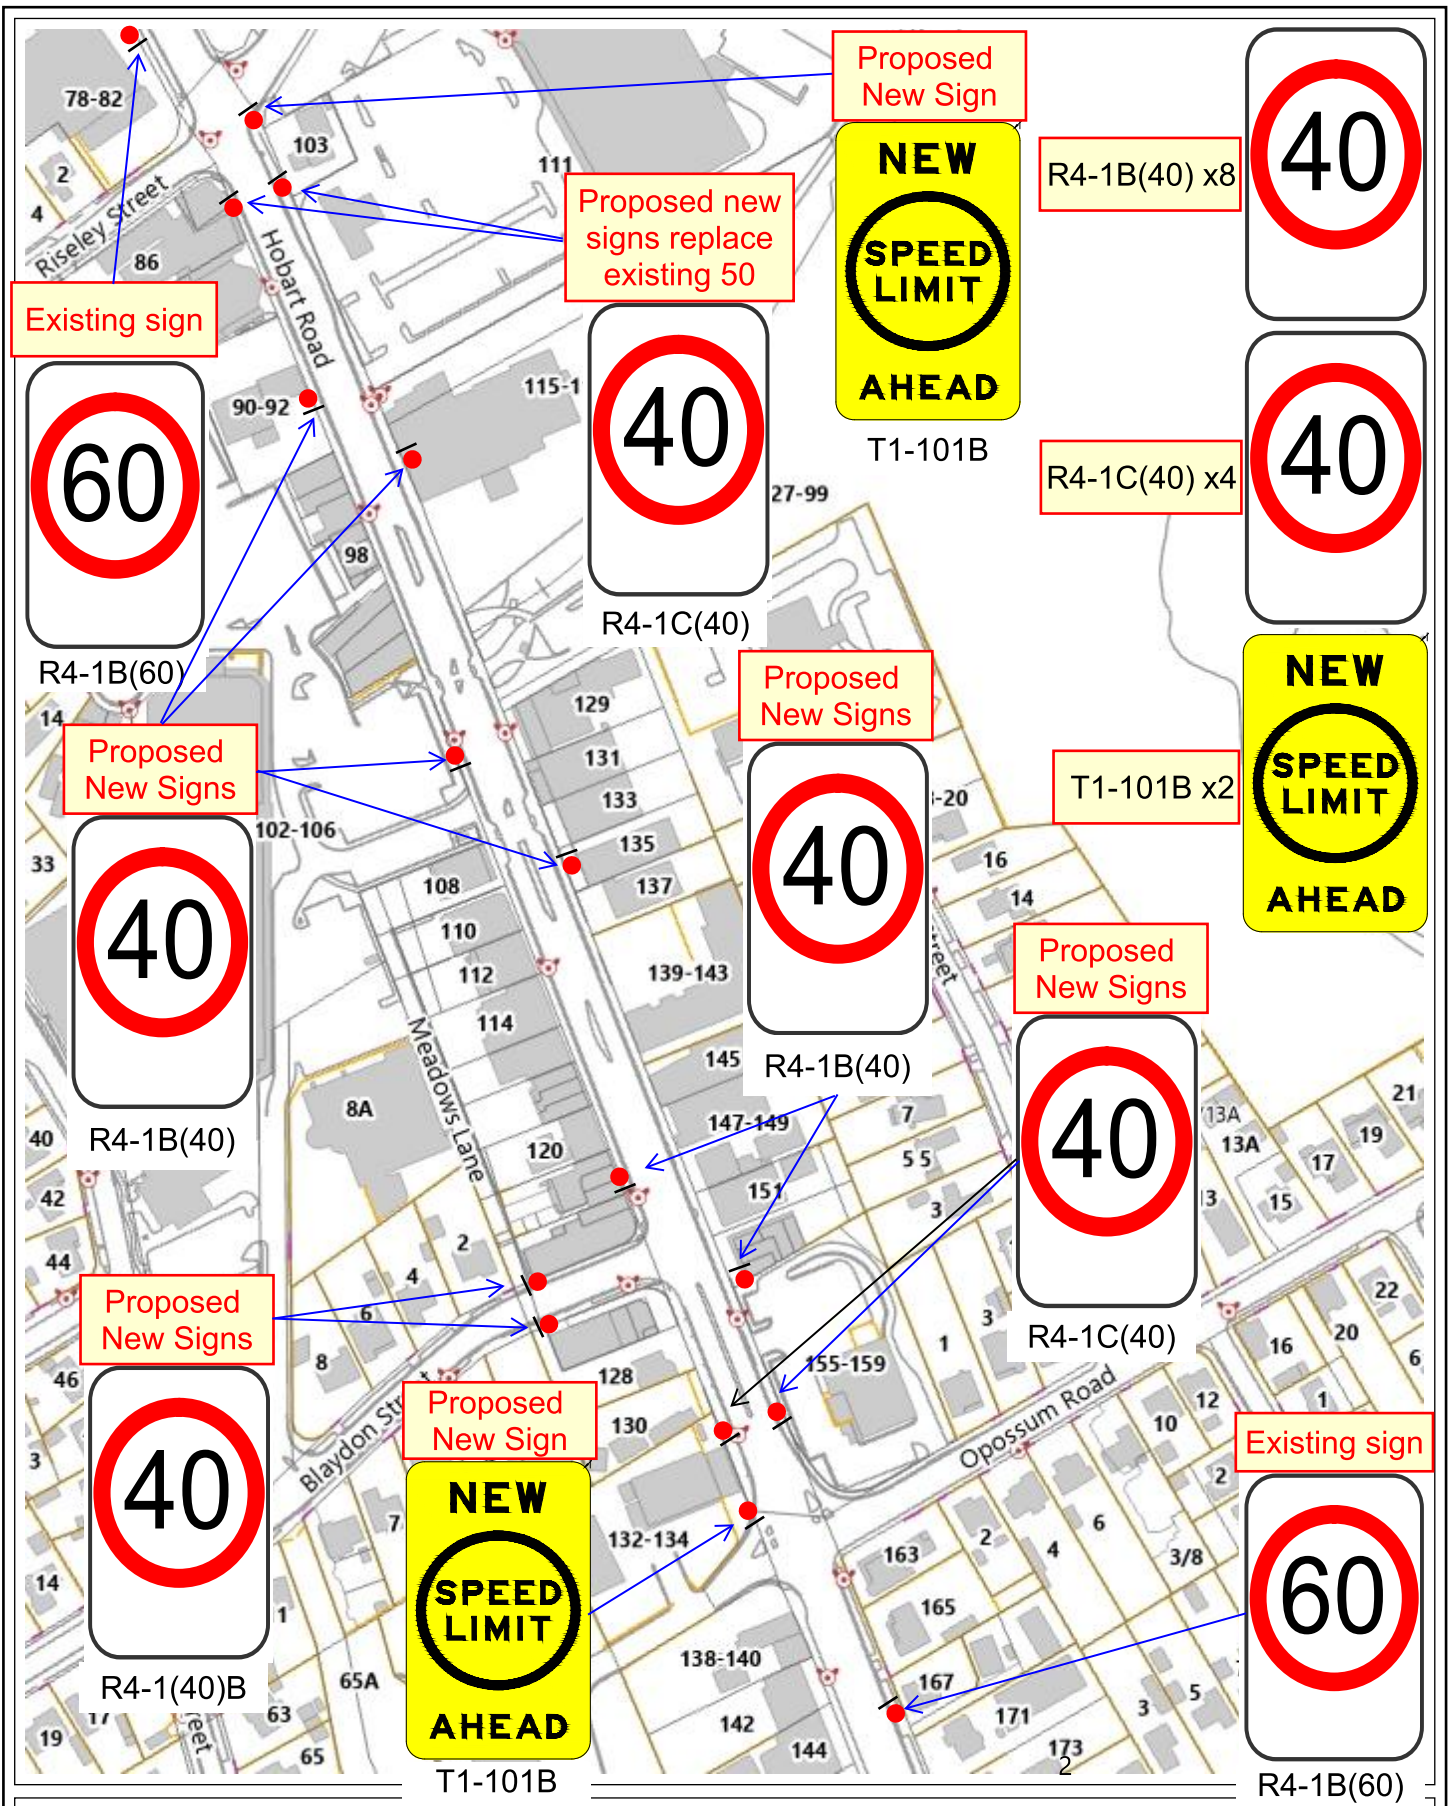 78-82
103
2
4
Riseley Street
86
Hobart Road
111
Proposed
New Sign
NEW
SPEED
LIMIT
AHEAD
T1-101B
R4-1B(40) x8
40
R4-1C(40) x4
40
T1-101B x2
NEW
SPEED
LIMIT
AHEAD
Proposed new
signs replace
existing 50
40
R4-1C(40)
Existing sign
60
R4-1B(60)
90-92
115-1
98
27-99
14
Proposed
New Signs
40
R4-1B(40)
102-106
33
129
131
133
135
137
108
110
112
114
139-143
145
147-149
151
120
Meadows Lane
8A
Proposed
New Signs
40
R4-1B(40)
-20
16
14
reet
Proposed
New Signs
40
R4-1C(40)
7
5 5
3
13A
13A
21
19
17
15
13
40
42
44
46
2
4
6
8
Proposed
New Signs
40
R4-1(40)B
Blaydon Str
128
130
132-134
155-159
1
3
Opossum Road
22
20
16
6
1
12
10
2
Existing sign
60
R4-1B(60)
Proposed
New Sign
NEW
SPEED
LIMIT
AHEAD
T1-101B
3
14
7
1
65A
63
65
17
19
reet
163
165
167
171
173
2
4
6
3/8
3
5
138-140
142
144
2